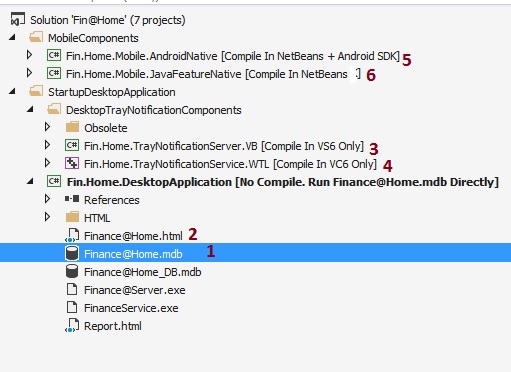 Solution 'Fin@Home' (7 projects)
MobileComponents
C# Fin.Home.Mobile.AndroidNative [Compile In NetBeans + Android SDK] 5
C# Fin.Home.Mobile.JavaFeatureNative [Compile In NetBeans ] 6
StartupDesktopApplication
DesktopTrayNotificationComponents
Obsolete
C# Fin.Home.TrayNotificationServer.VB [Compile In VS6 Only] 3
Fin.Home.TrayNotificationService.WTL [Compile In VC6 Only] 4
C# Fin.Home.DesktopApplication [No Compile. Run Finance@Home.mdb Directly]
References
HTML
Finance@Home.html 2
Finance@Home.mdb 1
Finance@Home_DB.mdb
Finance@Server.exe
FinanceService.exe
Report.html